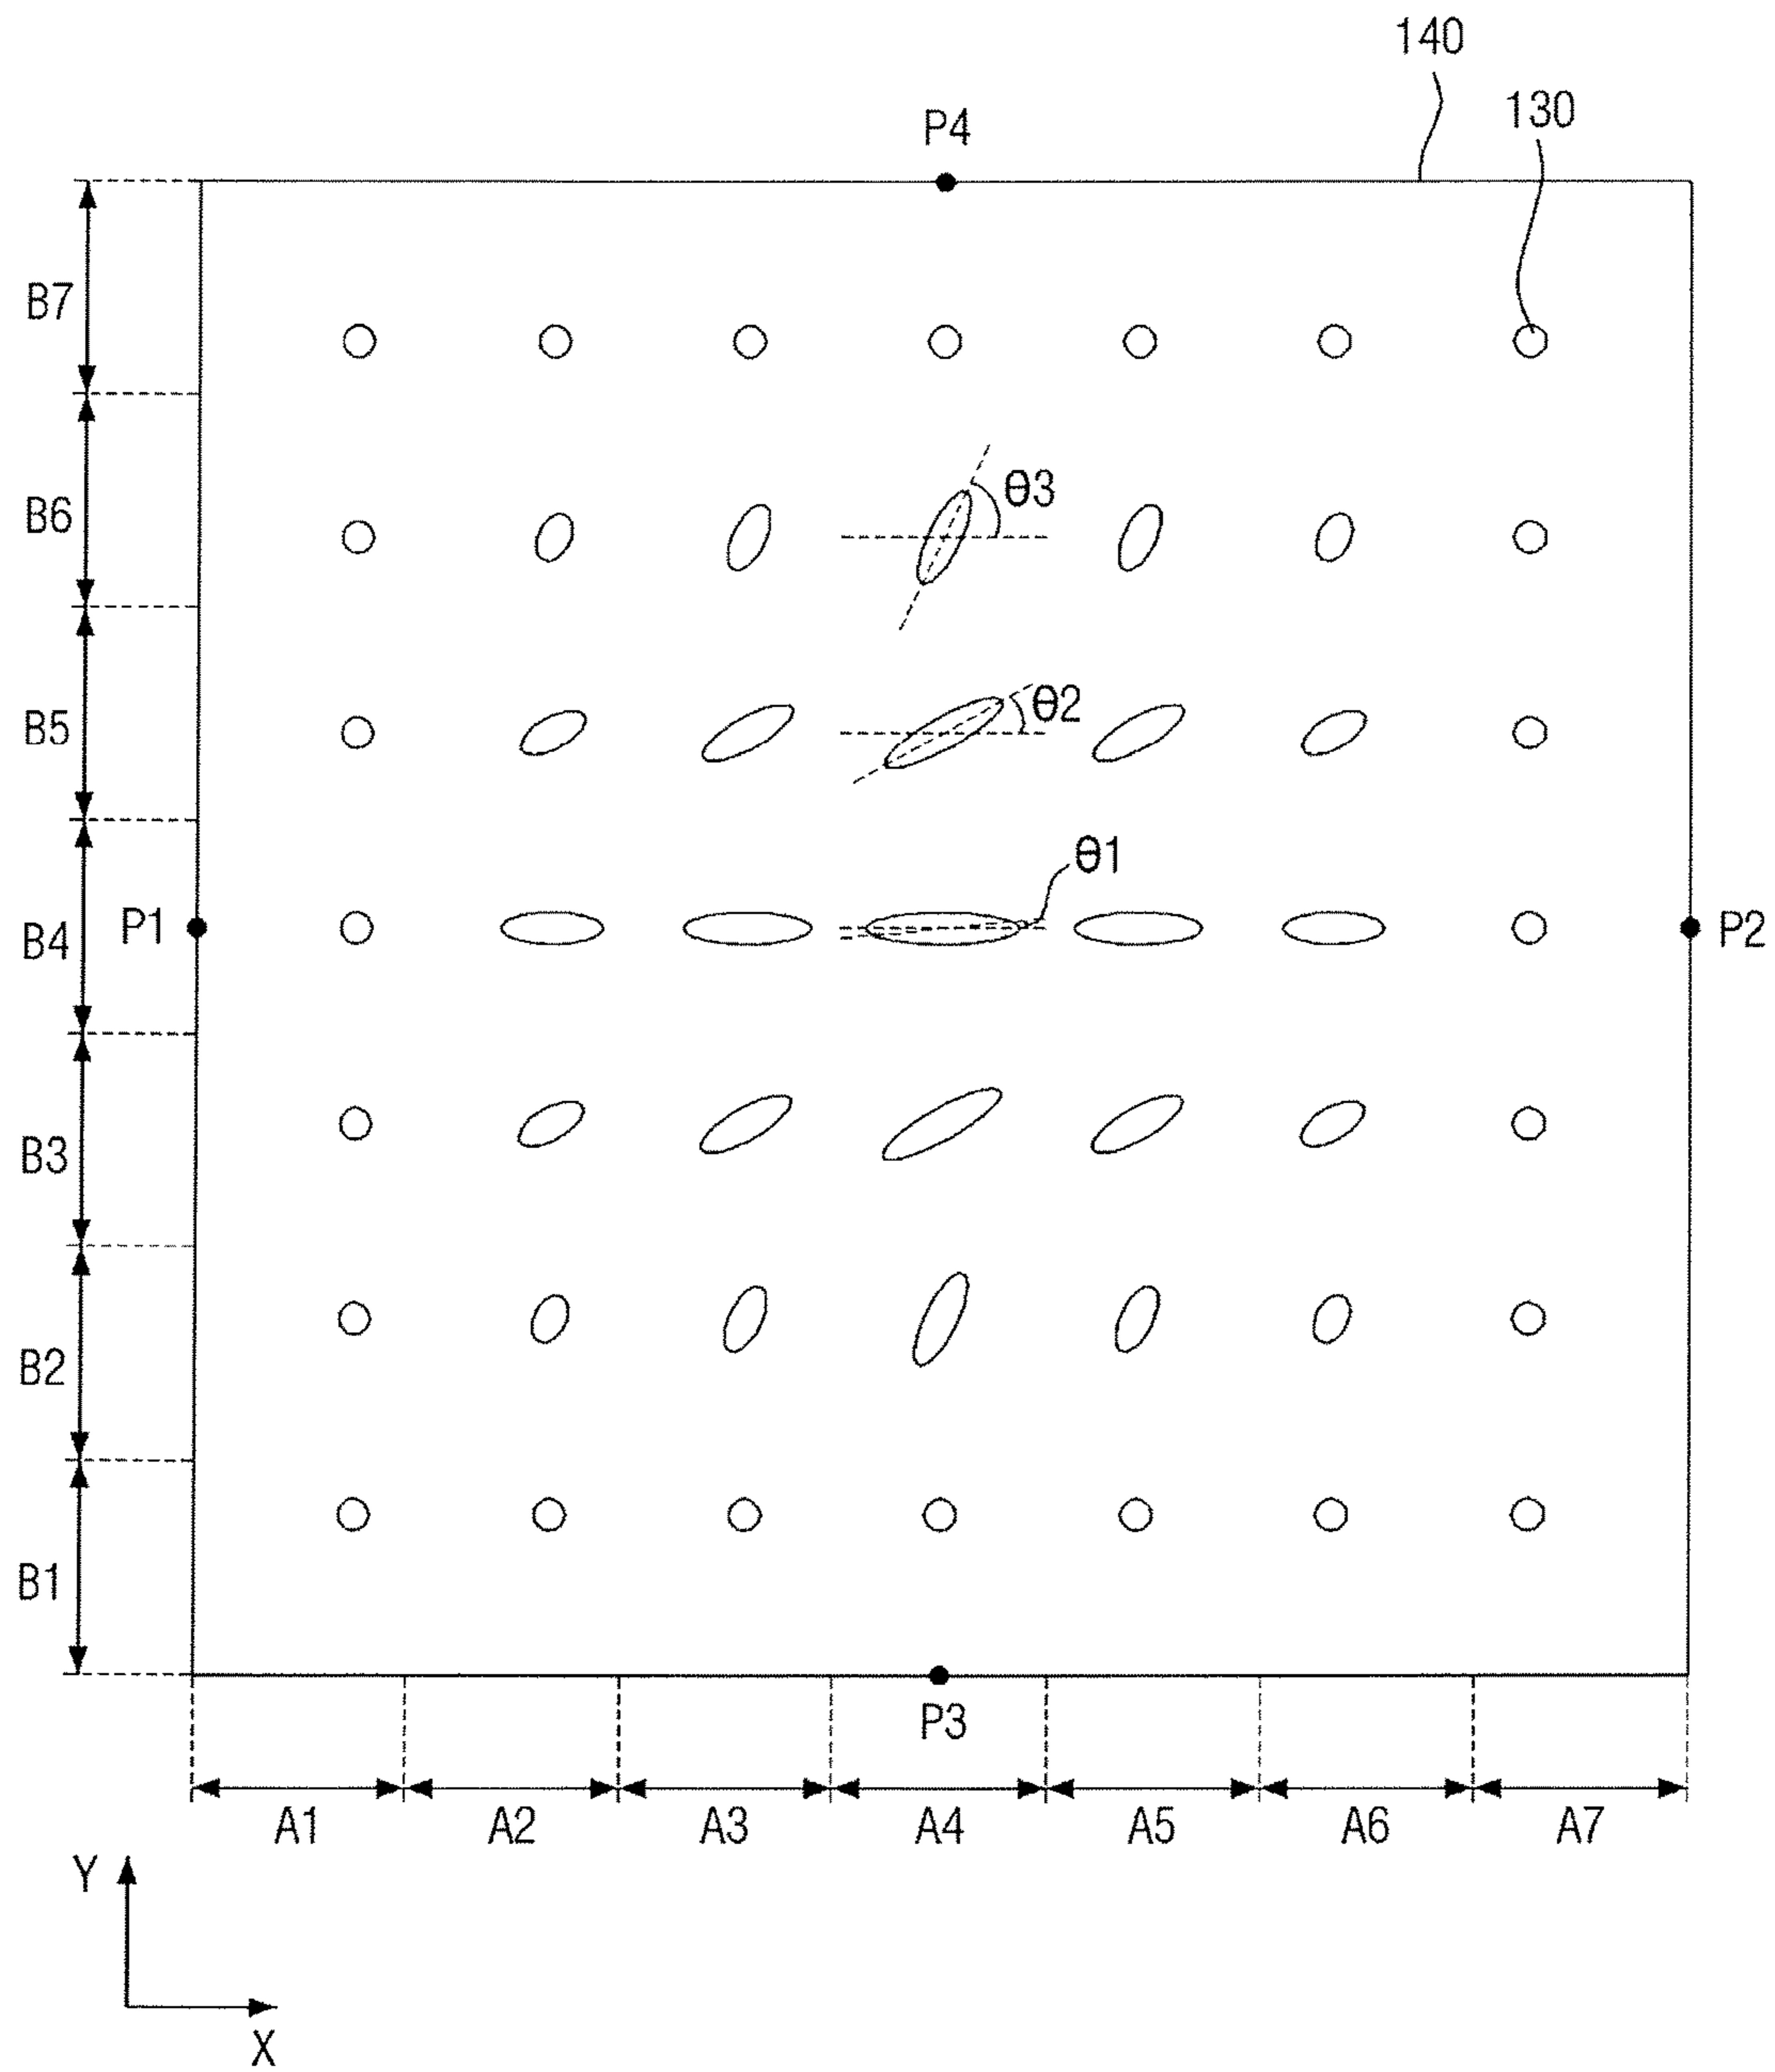 140
130
P4
B7
B6
θ3
B5
θ2
θ1
B4
P1
P2
B3
B2
B1
P3
A1 A2 A3 A4 A5 A6 A7
Y
X